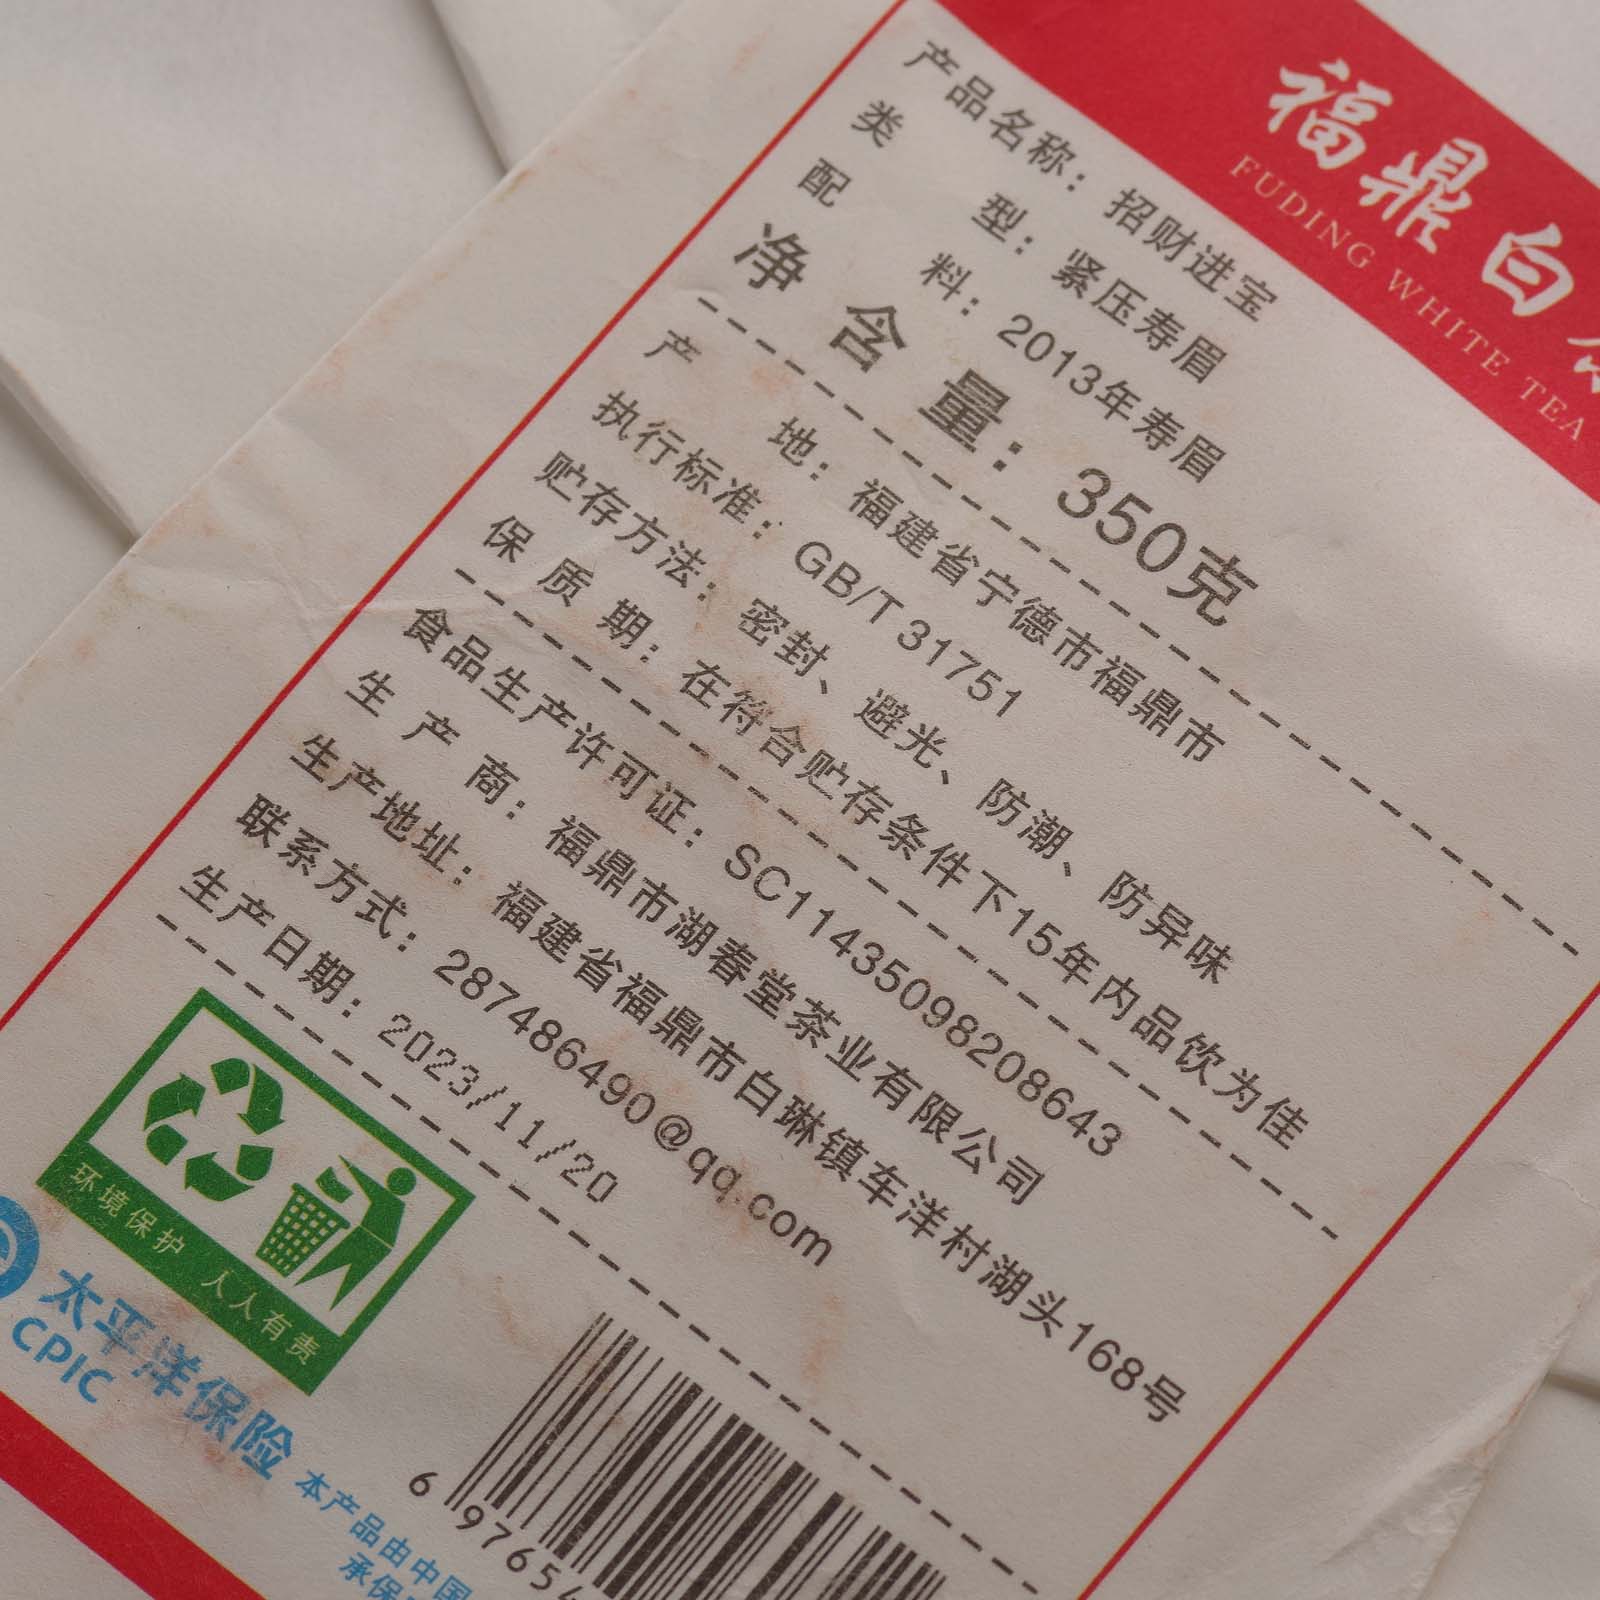 福鼎白
FUDING WHITE TEA
产品名称：招财进宝
类型：紧压寿眉
配料：2013年寿眉
净含量：350克
产地：福建省宁德市福鼎市
执行标准：GB/T 31751
贮存方法：密封、避光、防潮、防异味
保质期：在符合贮存条件下15年内品饮为佳
食品生产许可证：SC11435098208643
生产商：福鼎市湖春堂茶业有限公司
生产地址：福建省福鼎市白琳镇车洋村湖头168号
联系方式：287486490@qq.com
生产日期：2023/11/20
环境保护 人人有责
太平洋保险
CPIC
本产品由中国
承保
6 97654